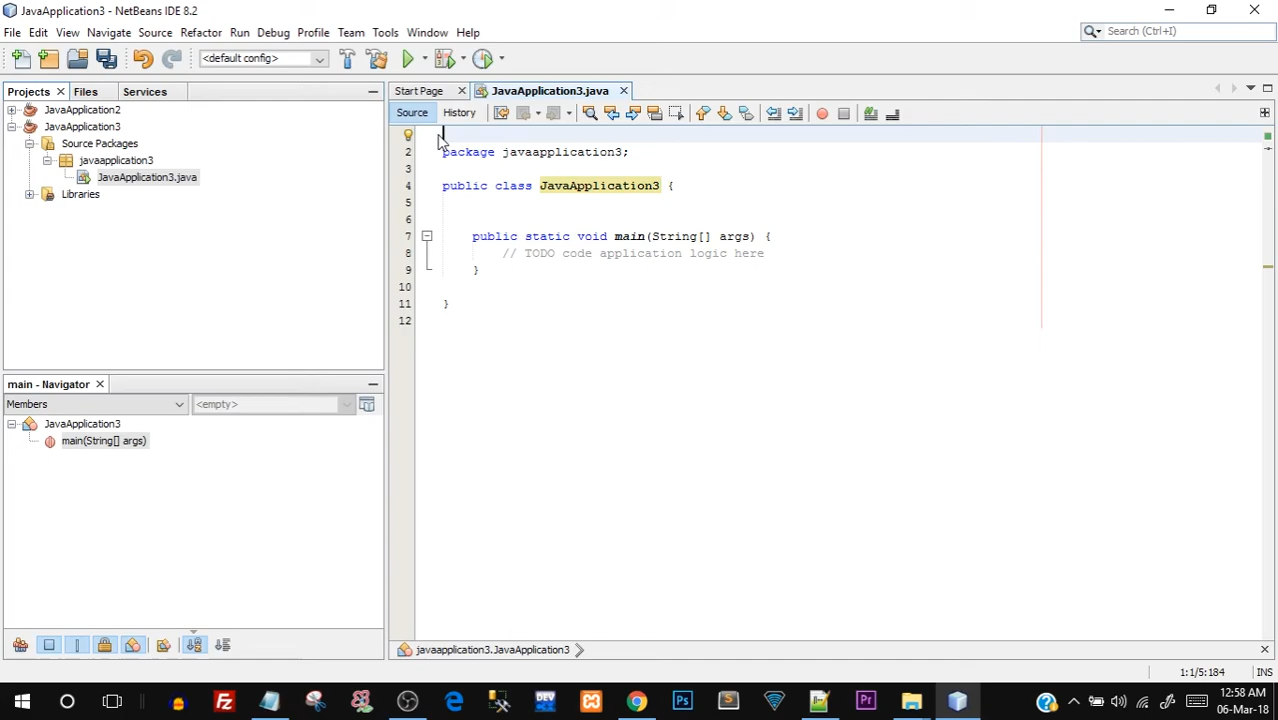 JavaApplication3 - NetBeans IDE 8.2
File Edit View Navigate Source Refactor Run Debug Profile Team Tools Window Help
Search (Ctrl+I)
<default config>
Projects Files Services
JavaApplication2
JavaApplication3
Source Packages
javaapplication3
JavaApplication3.java
Libraries
main - Navigator
Members <empty>
JavaApplication3
main(String[] args)
Start Page JavaApplication3.java
Source History
2 package javaapplication3;
3
4 public class JavaApplication3 {
5
6
7 public static void main(String[] args) {
8 // TODO code application logic here
9 }
10
11 }
12
javaapplication3.JavaApplication3
1:1/5:184 INS
Ps DEV S Pr
12:58 AM
06-Mar-18